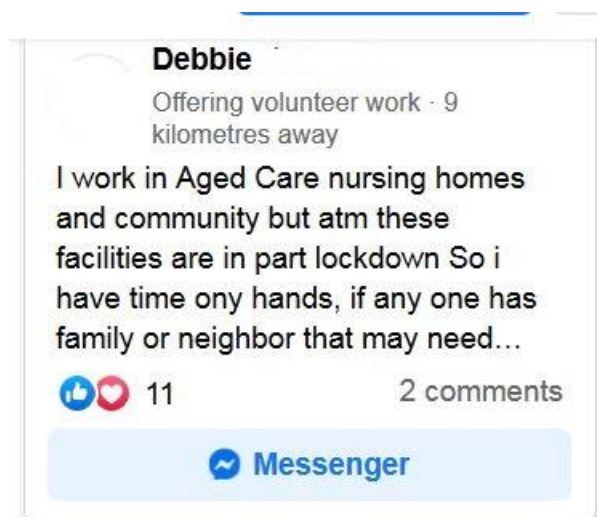 Debbie
Offering volunteer work · 9
kilometres away
I work in Aged Care nursing homes
and community but atm these
facilities are in part lockdown So i
have time ony hands, if any one has
family or neighbor that may need...
11
2 comments
Messenger